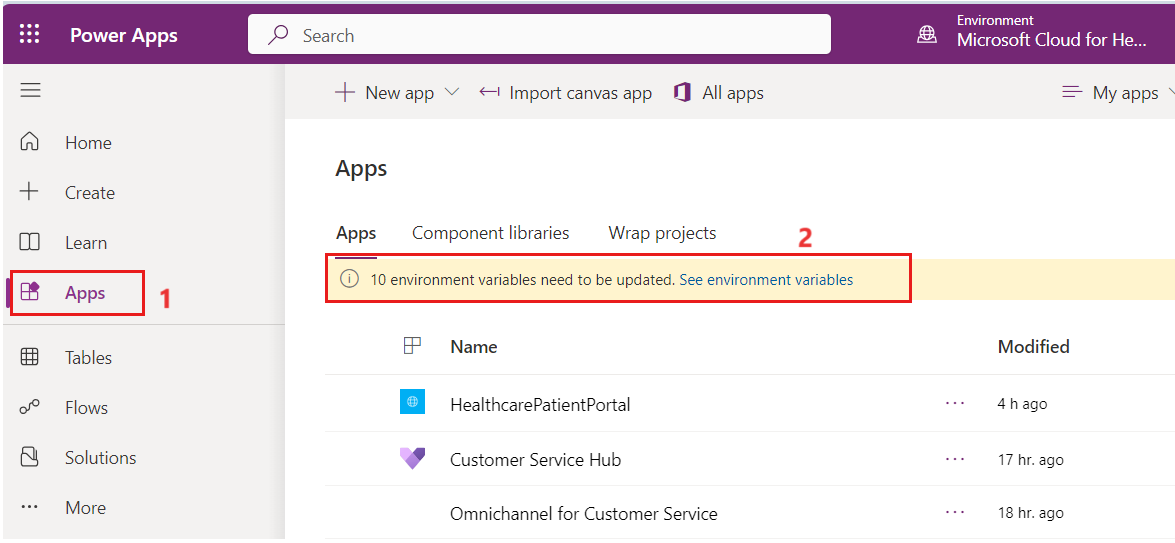 Power Apps
Search
Environment
Microsoft Cloud for He...
New app
Import canvas app
All apps
My apps
Home
Create
Learn
Apps
1
Tables
Flows
Solutions
More
Apps
Apps
Component libraries
Wrap projects
2
10 environment variables need to be updated. See environment variables
Name
Modified
HealthcarePatientPortal
4 h ago
Customer Service Hub
17 hr. ago
Omnichannel for Customer Service
18 hr. ago